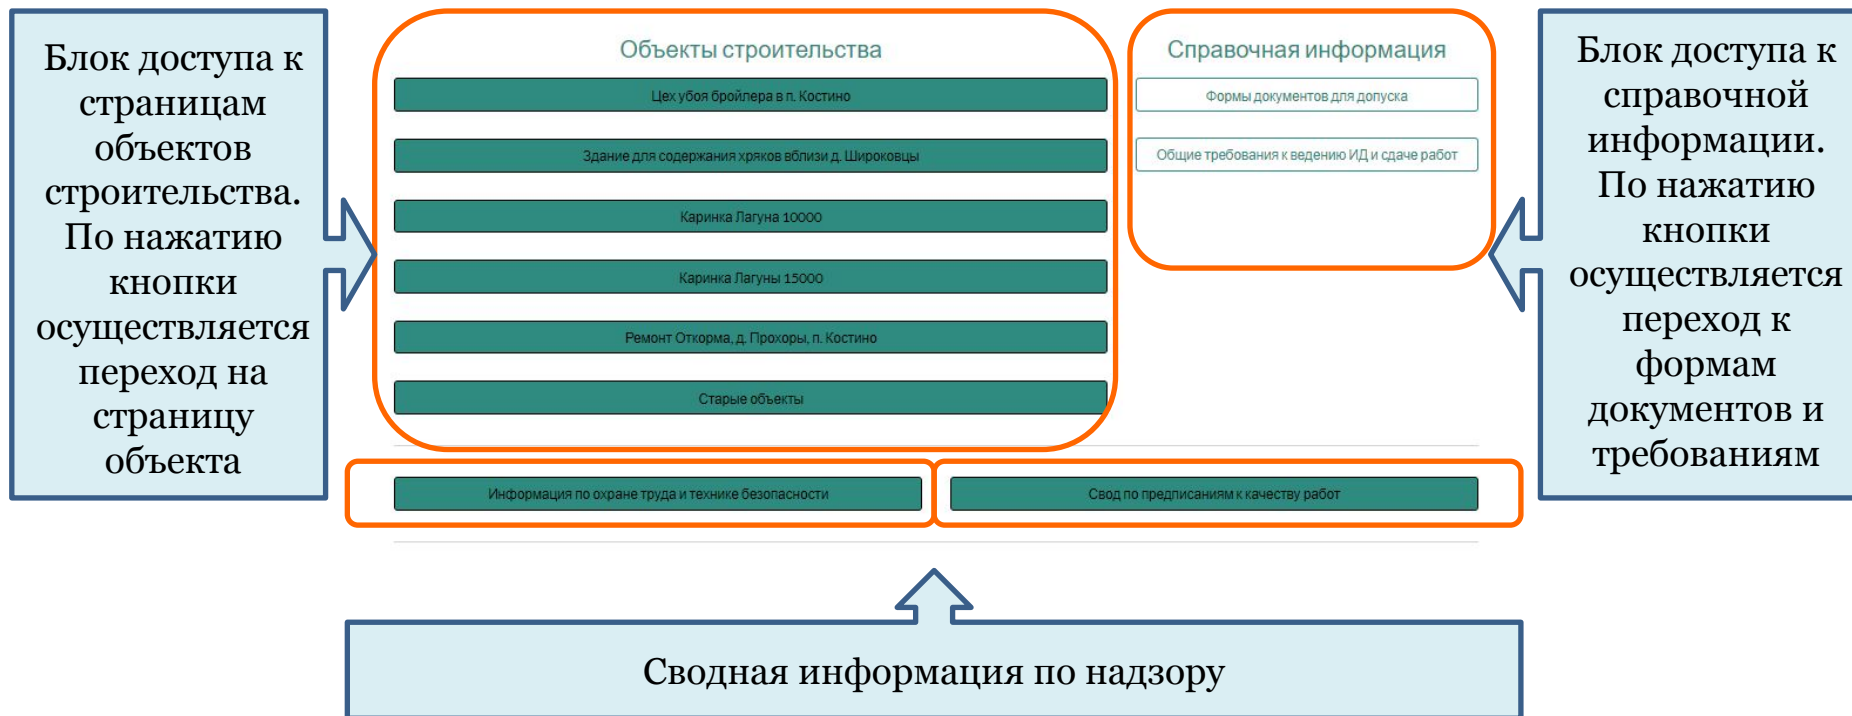 Блок доступа к
страницам
объектов
строительства.
По нажатию
кнопки
осуществляется
переход на
страницу
объекта
Объекты строительства
Цех убоя бройлера в п. Костино
Здание для содержания хряков вблизи д. Широковцы
Каринка Лагуна 10000
Каринка Лагуны 15000
Ремонт Откорма, д. Прохоры, п. Костино
Старые объекты
Справочная информация
Формы документов для допуска
Общие требования к ведению ИД и сдаче работ
Блок доступа к
справочной
информации.
По нажатию
кнопки
осуществляется
переход к
формам
документов и
требованиям
Информация по охране труда и технике безопасности
Свод по предписаниям к качеству работ
Сводная информация по надзору